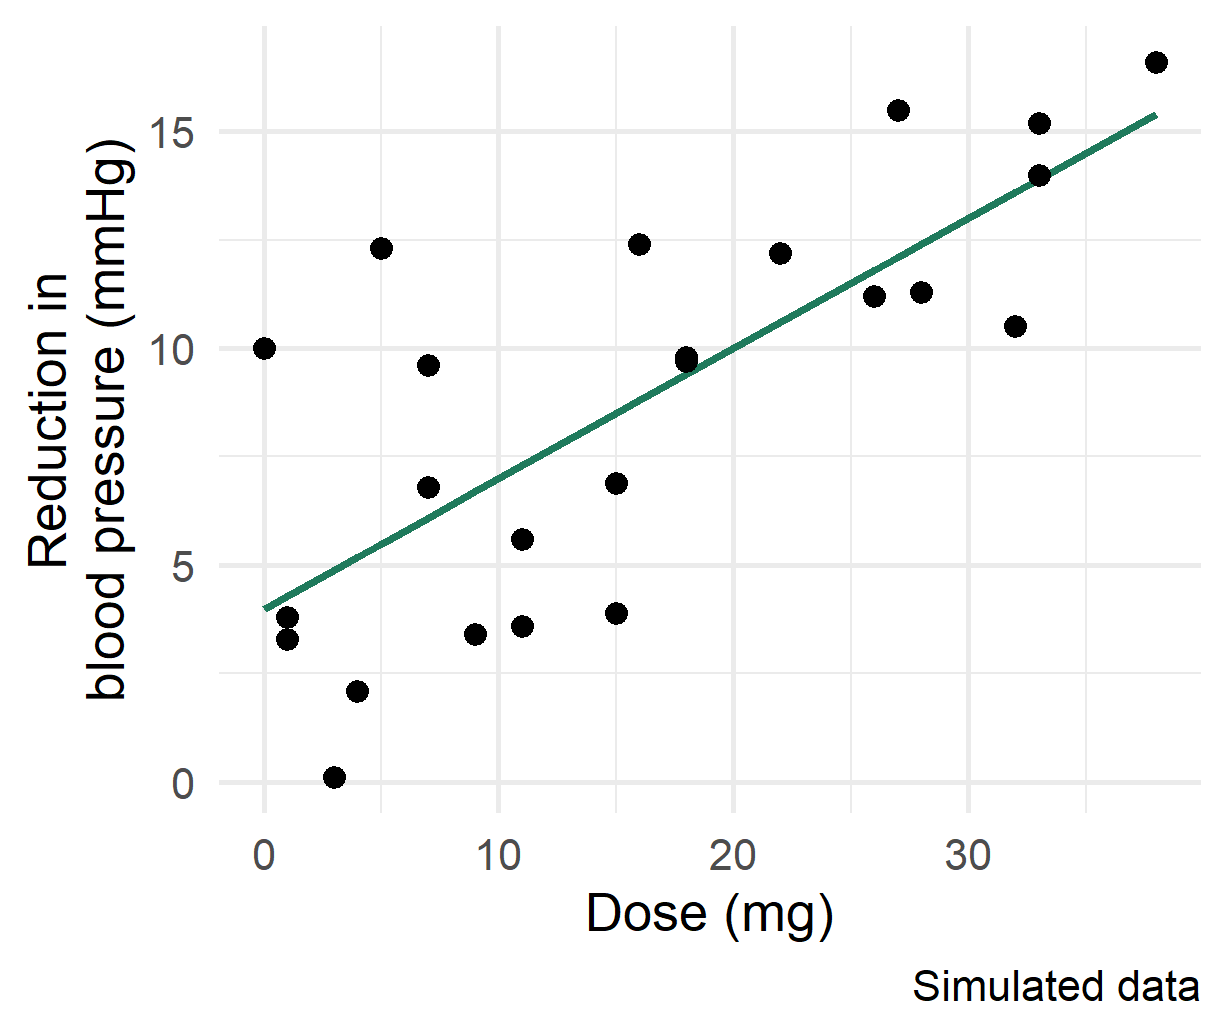 Reduction in
blood pressure (mmHg)
15
10
5
0
0 10 20 30
Dose (mg)
Simulated data